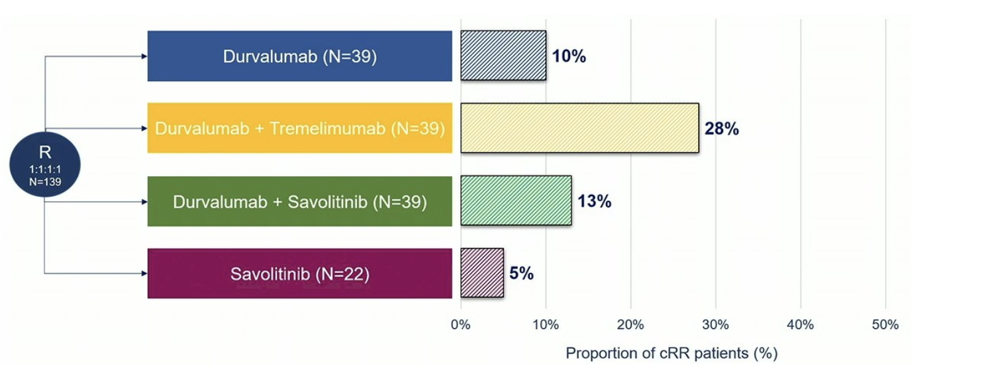 Durvalumab (N=39)
10%
Durvalumab + Tremelimumab (N=39)
28%
R
1:1:1:1
N=139
Durvalumab + Savolitinib (N=39)
13%
Savolitinib (N=22)
5%
0% 10% 20% 30% 40% 50%
Proportion of cRR patients (%)